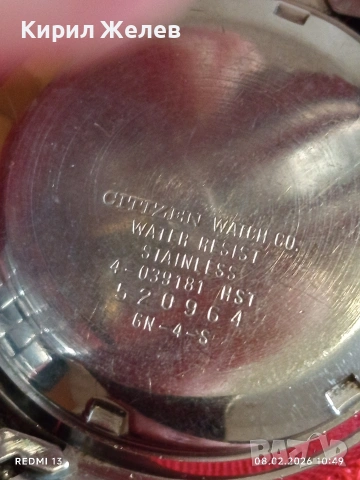 Кирил Желев
CITIZEN WATCH CO.
WATER RESIST
STAINLESS
4-039181 HST
520964
GN-4-S
REDMI 13
08.02.2026 10:49
BAZAR